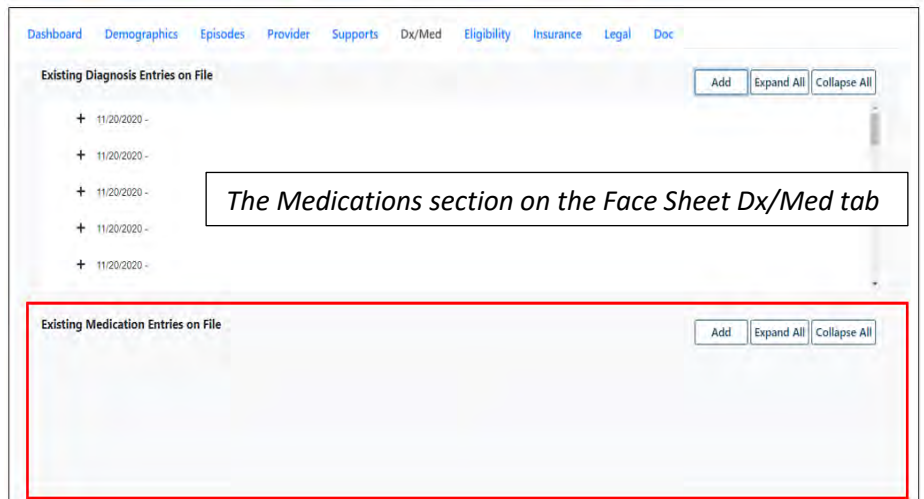 Dashboard Demographics Episodes Provider Supports Dx/Med Eligibility Insurance Legal Doc
Existing Diagnosis Entries on File Add Expand All Collapse All
+ 11/20/2020 -
+ 11/20/2020 -
+ 11/20/2020 -
The Medications section on the Face Sheet Dx/Med tab
+ 11/20/2020 -
+ 11/20/2020 -
Existing Medication Entries on File Add Expand All Collapse All